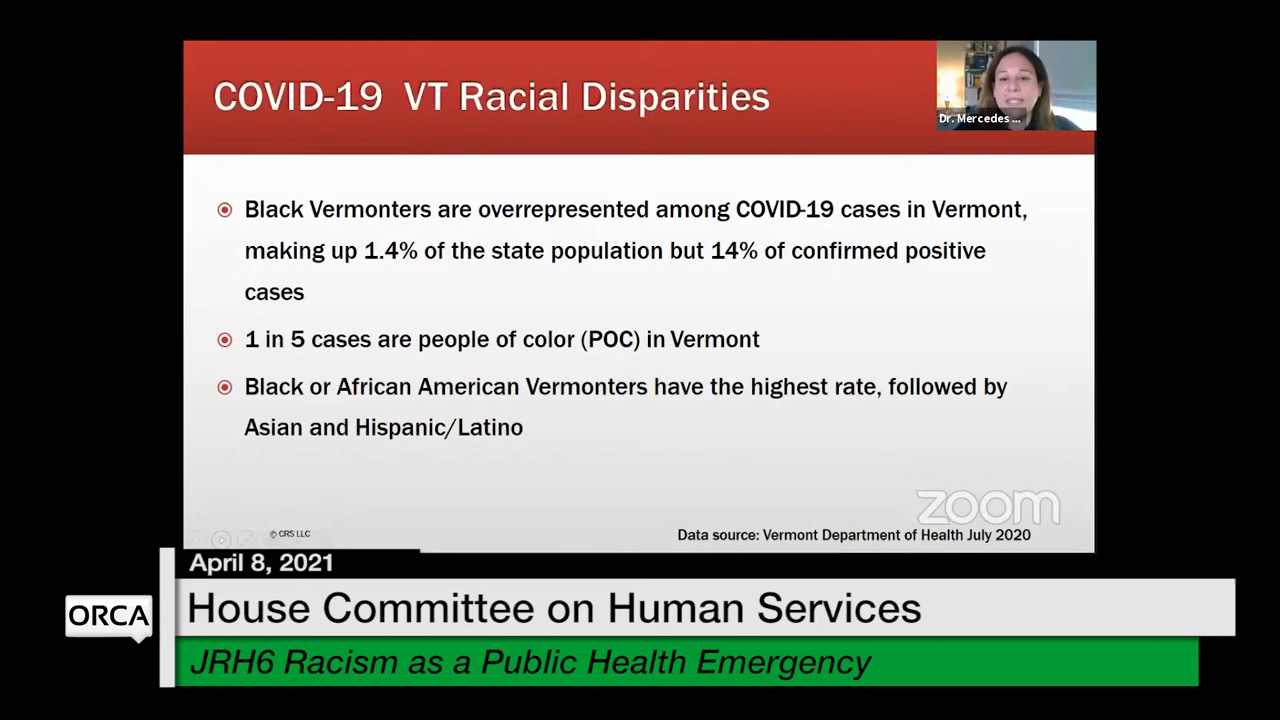 COVID-19 VT Racial Disparities
Dr. Mercedes ...
Black Vermonters are overrepresented among COVID-19 cases in Vermont,
making up 1.4% of the state population but 14% of confirmed positive
cases
1 in 5 cases are people of color (POC) in Vermont
Black or African American Vermonters have the highest rate, followed by
Asian and Hispanic/Latino
zoom
© CRS LLC
Data source: Vermont Department of Health July 2020
April 8, 2021
ORCA
House Committee on Human Services
JRH6 Racism as a Public Health Emergency